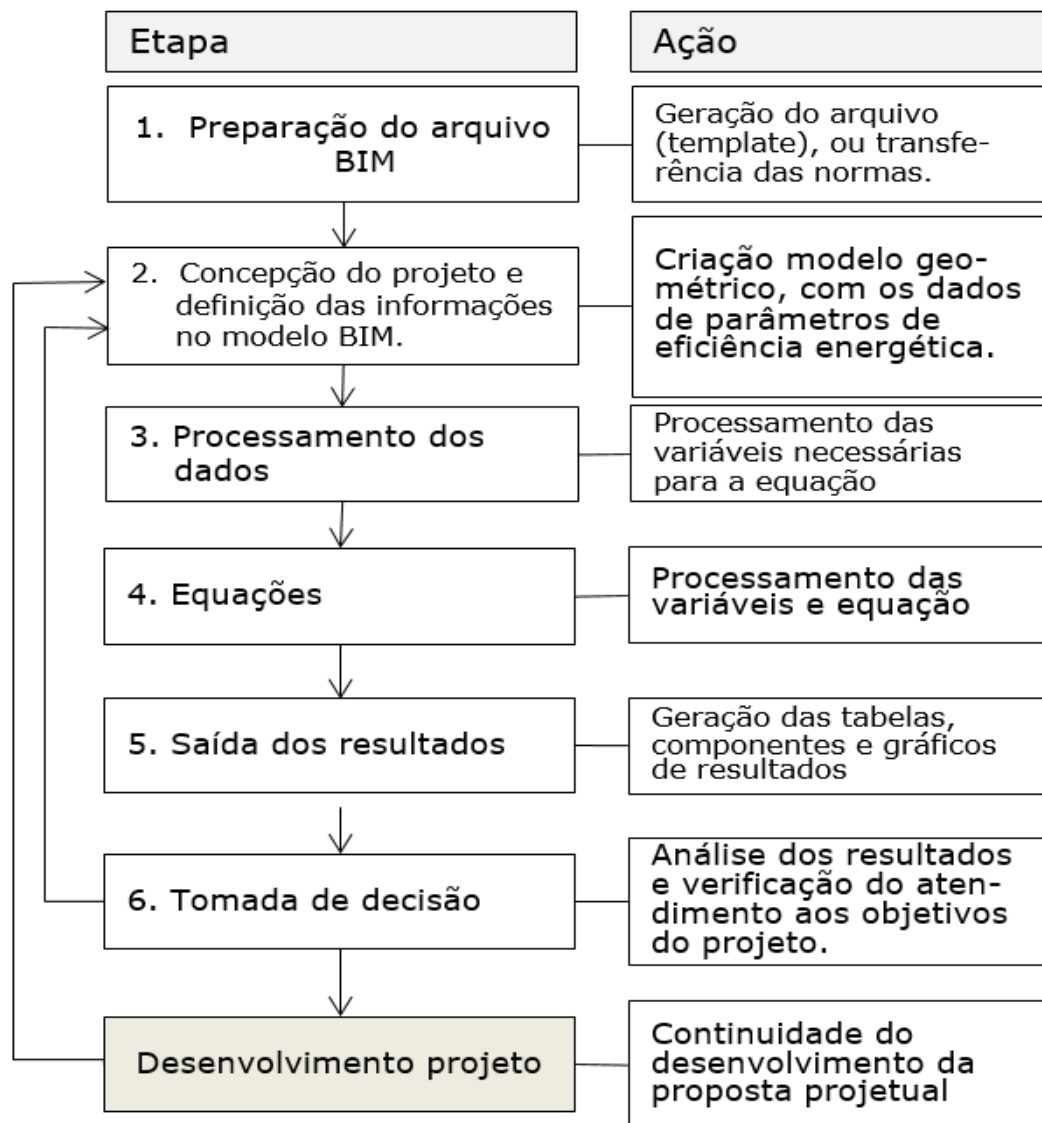 Etapa
Ação
1. Preparação do arquivo
BIM
Geração do arquivo
(template), ou transfe-
rência das normas.
2. Concepção do projeto e
definição das informações
no modelo BIM.
Criação modelo geo-
métrico, com os dados
de parâmetros de
eficiência energética.
3. Processamento dos
dados
Processamento das
variáveis necessárias
para a equação
4. Equações
Processamento das
variáveis e equação
5. Saída dos resultados
Geração das tabelas,
componentes e gráficos
de resultados
6. Tomada de decisão
Análise dos resultados
e verificação do aten-
dimento aos objetivos
do projeto.
Desenvolvimento projeto
Continuidade do
desenvolvimento da
proposta projetual